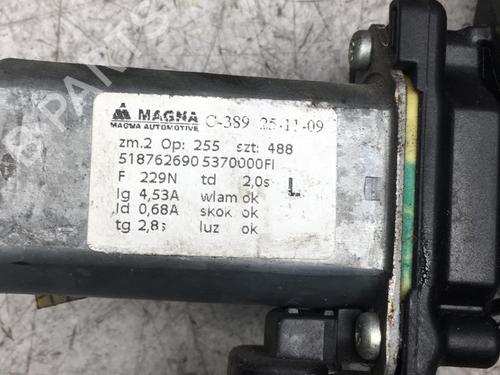 MAGNA C-389 25-11-09
MAGNA AUTOMOTIVE
zm.2 Op: 255 szt: 488
518762690 5370000FI
F 229N td 2,0s L
Ig 4,53A wlam ok
Jd 0,68A skok ok
tg 2,8s luz ok